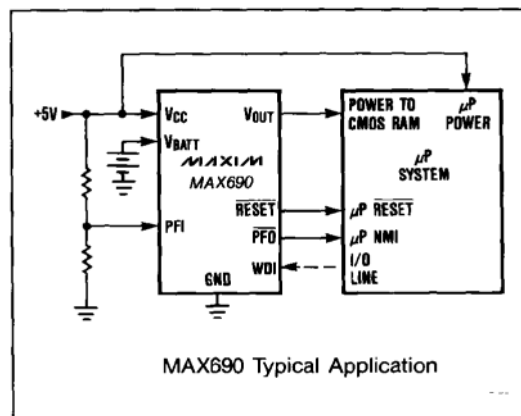 +5V
VCC
VBATT
PFI
VOUT
MAXIM
MAX690
RESET
PFO
WDI
GND
POWER TO
CMOS RAM
μP
POWER
μP
SYSTEM
μP RESET
μP NMI
I/O
LINE
MAX690 Typical Application